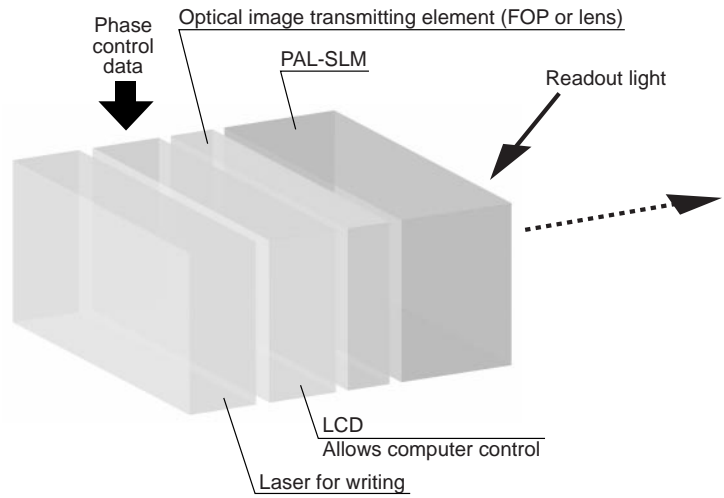 Optical image transmitting element (FOP or lens)
Phase
control
data
PAL-SLM
Readout light
LCD
Allows computer control
Laser for writing